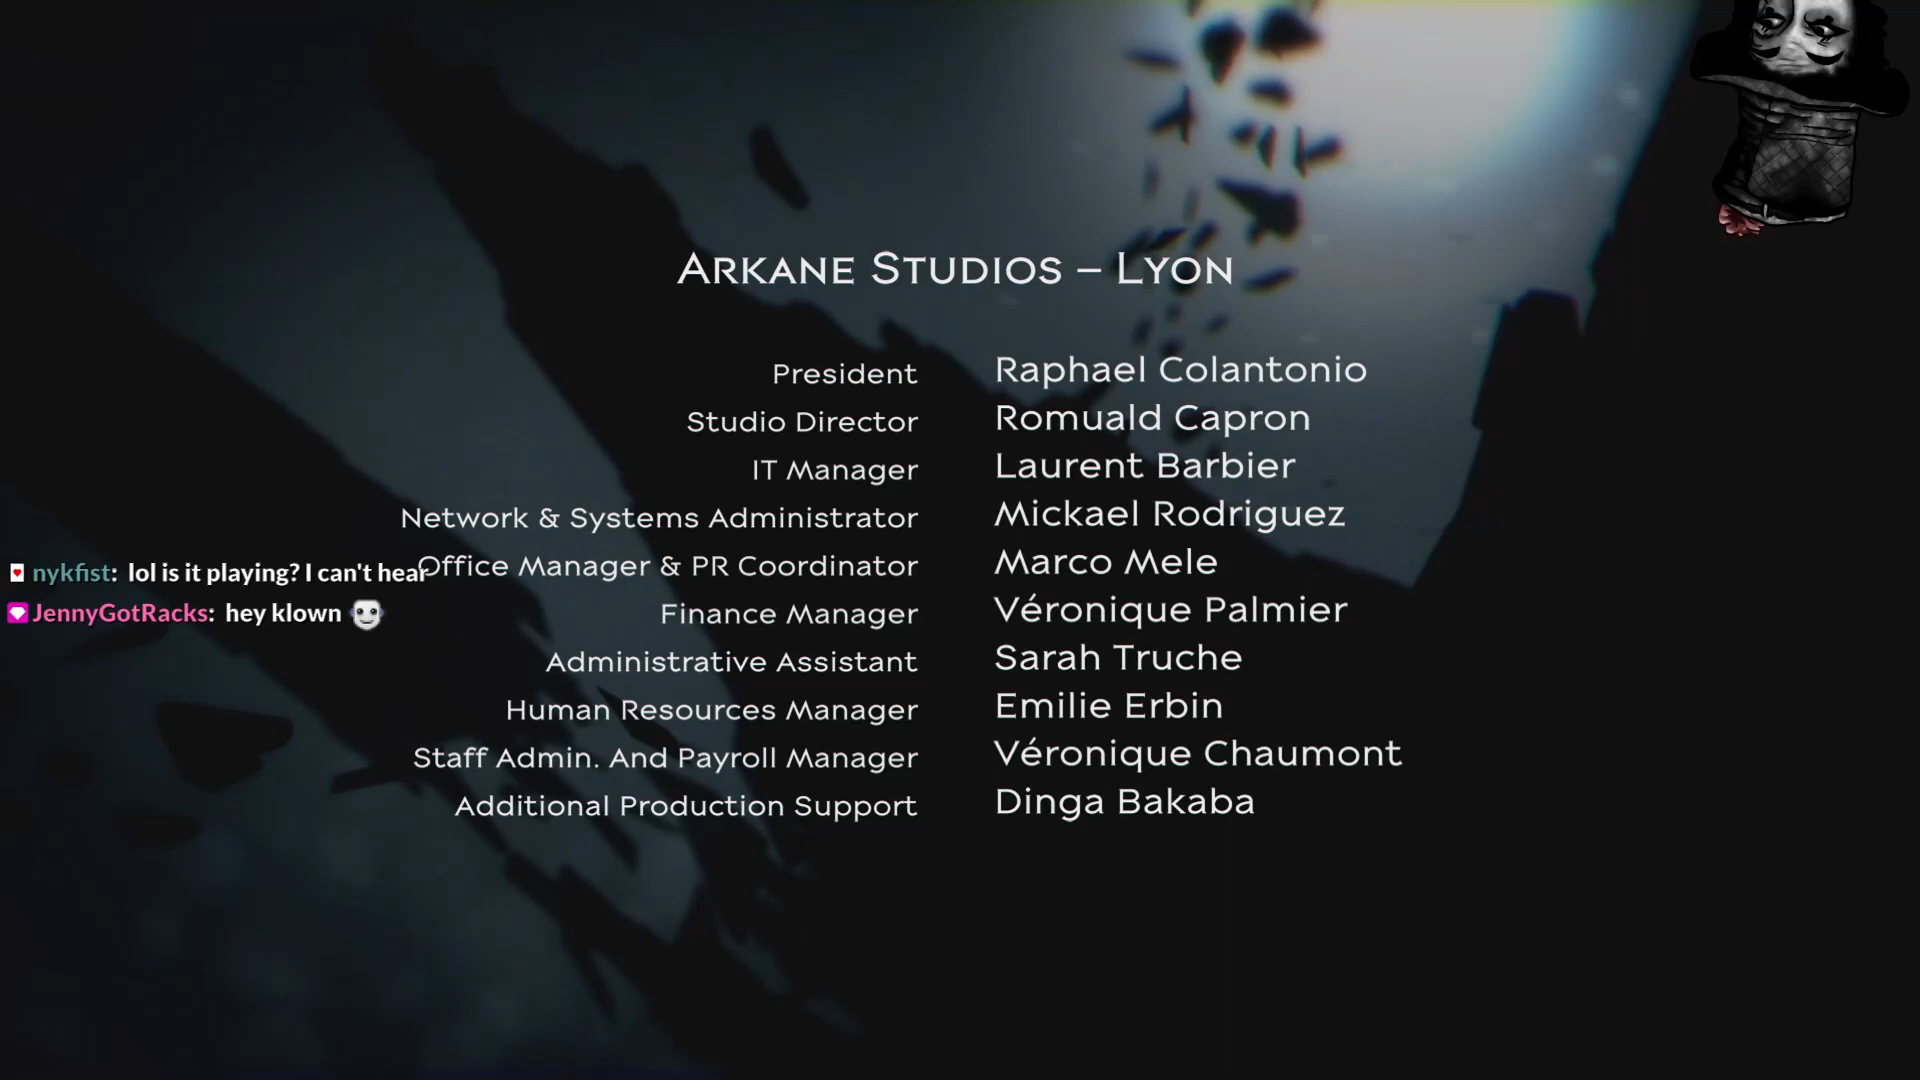 ARKANE STUDIOS – LYON
President Raphael Colantonio
Studio Director Romuald Capron
IT Manager Laurent Barbier
Network & Systems Administrator Mickael Rodriguez
Office Manager & PR Coordinator Marco Mele
Finance Manager Véronique Palmier
Administrative Assistant Sarah Truche
Human Resources Manager Emilie Erbin
Staff Admin. And Payroll Manager Véronique Chaumont
Additional Production Support Dinga Bakaba
nykfist: lol is it playing? I can't hear
JennyGotRacks: hey klown